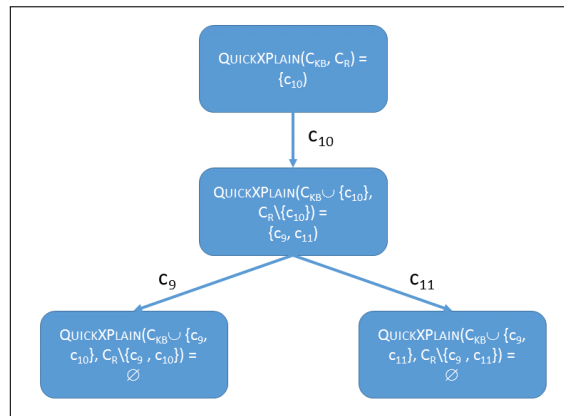 QUICKXPLAIN(C_KB, C_R) =
{c₁₀)
c₁₀
QUICKXPLAIN(C_KB∪ {c₁₀},
C_R\{c₁₀}) =
{c₉, c₁₁)
c₉
c₁₁
QUICKXPLAIN(C_KB∪ {c₉,
c₁₀}, C_R\{c₉ , c₁₀}) =
∅
QUICKXPLAIN(C_KB∪ {c₉,
c₁₁}, C_R\{c₉ , c₁₁}) =
∅